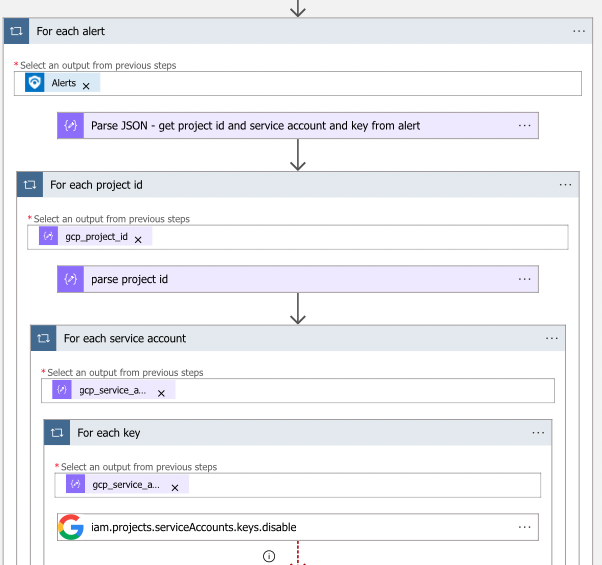 For each alert
* Select an output from previous steps
Alerts
Parse JSON - get project id and service account and key from alert
For each project id
* Select an output from previous steps
gcp_project_id
parse project id
For each service account
* Select an output from previous steps
gcp_service_a...
For each key
* Select an output from previous steps
gcp_service_a...
iam.projects.serviceAccounts.keys.disable